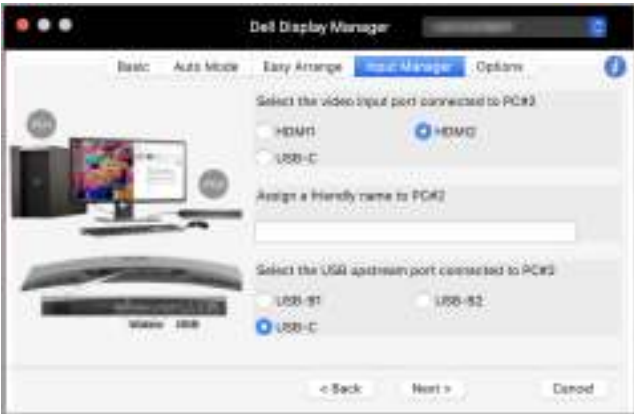 Dell Display Manager
Basic Auto Mode Easy Arrange Input Manager Options
Select the video input port connected to PC#2
HDMI1 HDMI2
USB-C
Assign a friendly name to PC#2
Select the USB upstream port connected to PC#2
USB-B1 USB-B2
USB-C
< Back Next > Cancel